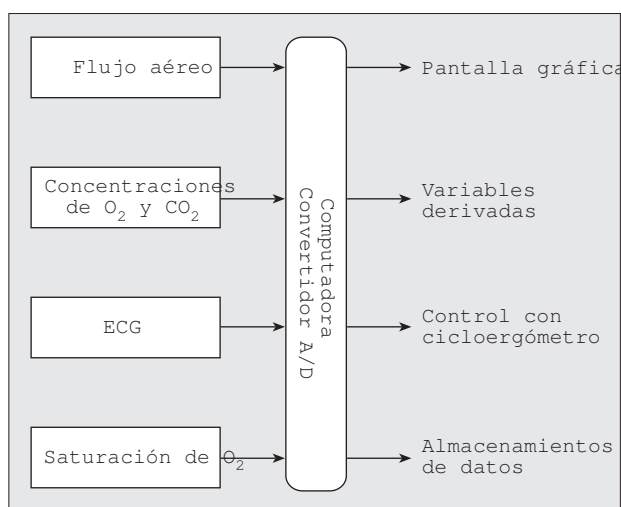 Flujo aéreo
Concentraciones
de O₂ y CO₂
ECG
Saturación de O₂
Computadora
Convertidor A/D
Pantalla gráfica
Variables
derivadas
Control con
cicloergómetro
Almacenamientos
de datos